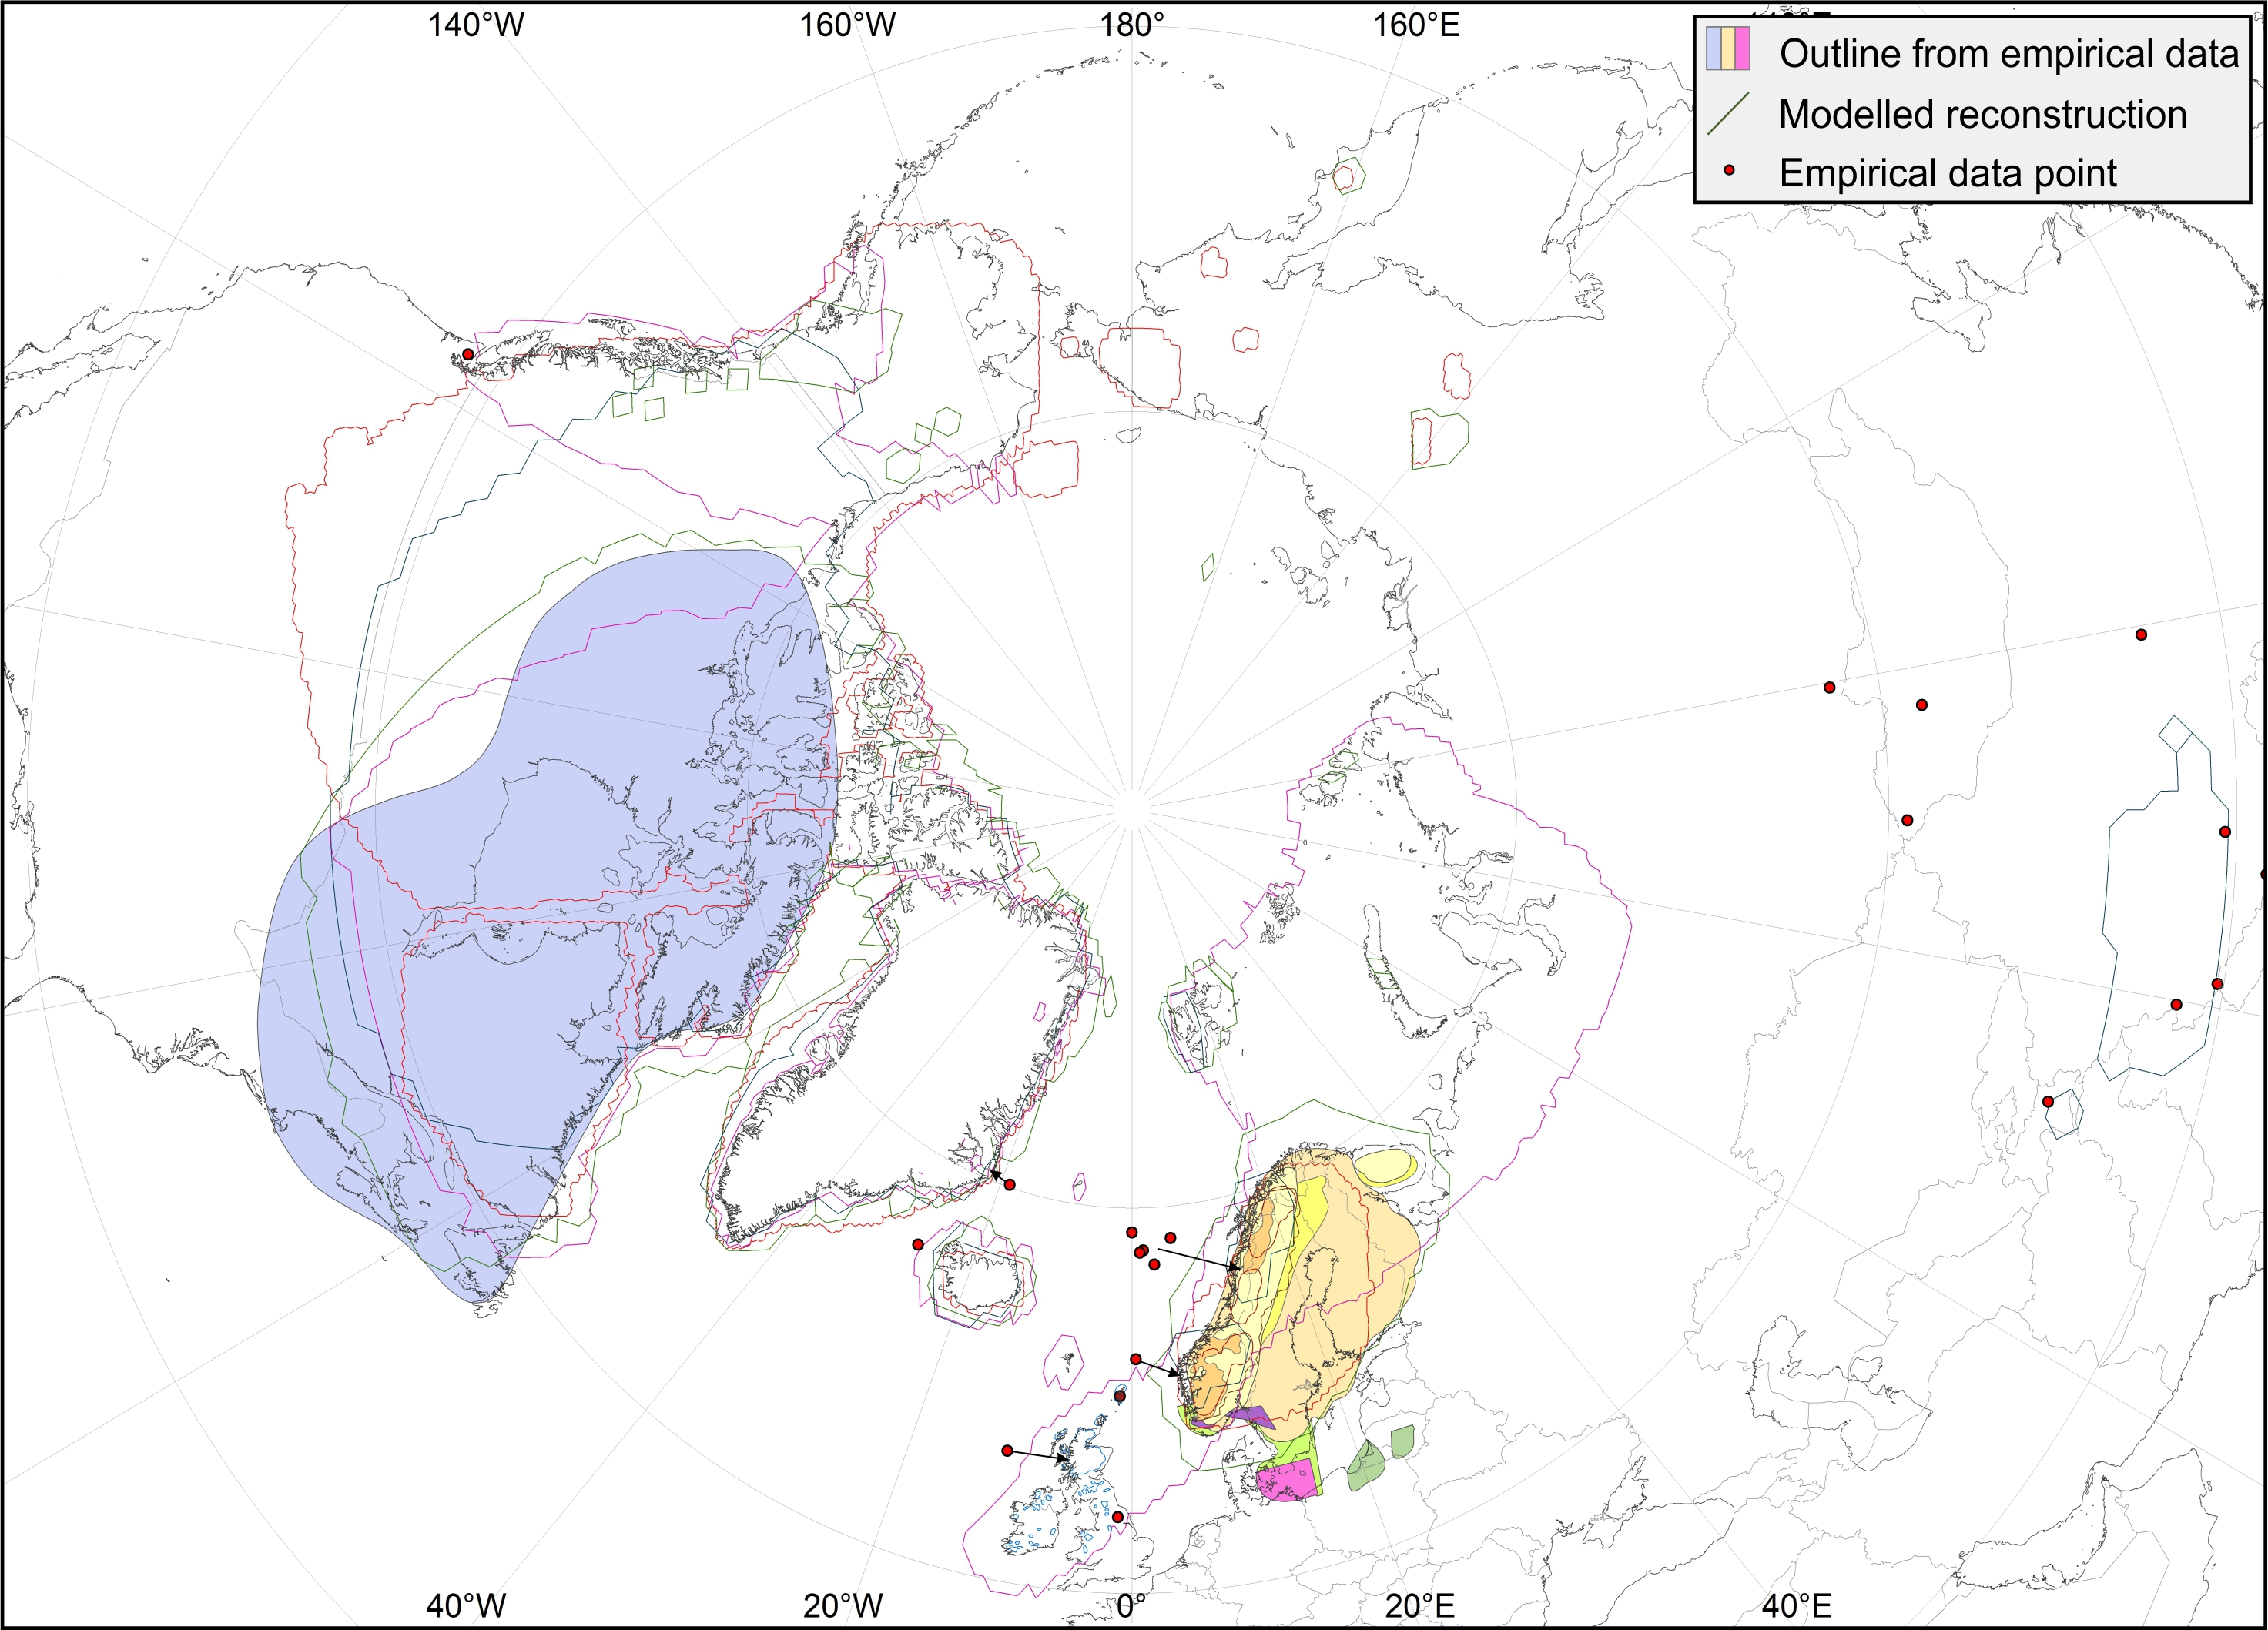 140°W 160°W 180° 160°E
Outline from empirical data
Modelled reconstruction
Empirical data point
40°W 20°W 0° 20°E 40°E